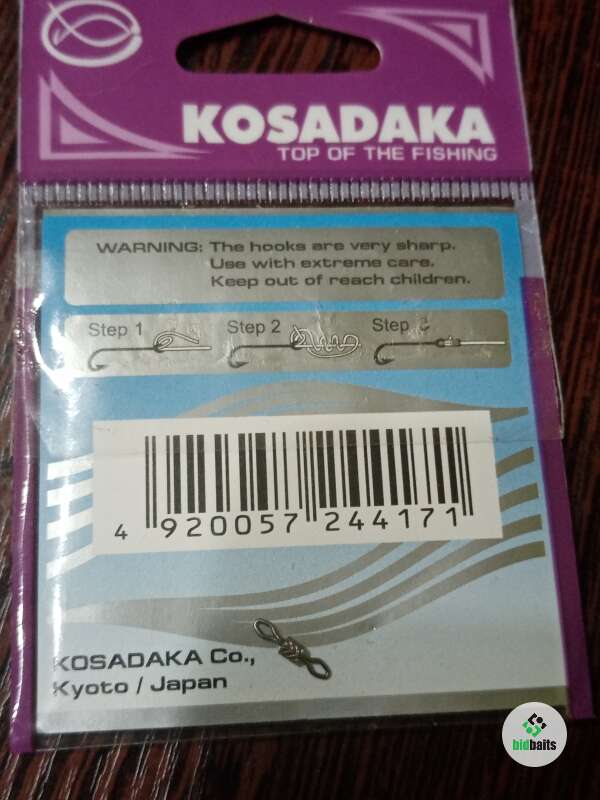 KOSADAKA
TOP OF THE FISHING
WARNING: The hooks are very sharp.
Use with extreme care.
Keep out of reach children.
Step 1 Step 2 Step
4 920057 244171
KOSADAKA Co.,
Kyoto / Japan
bidbaits